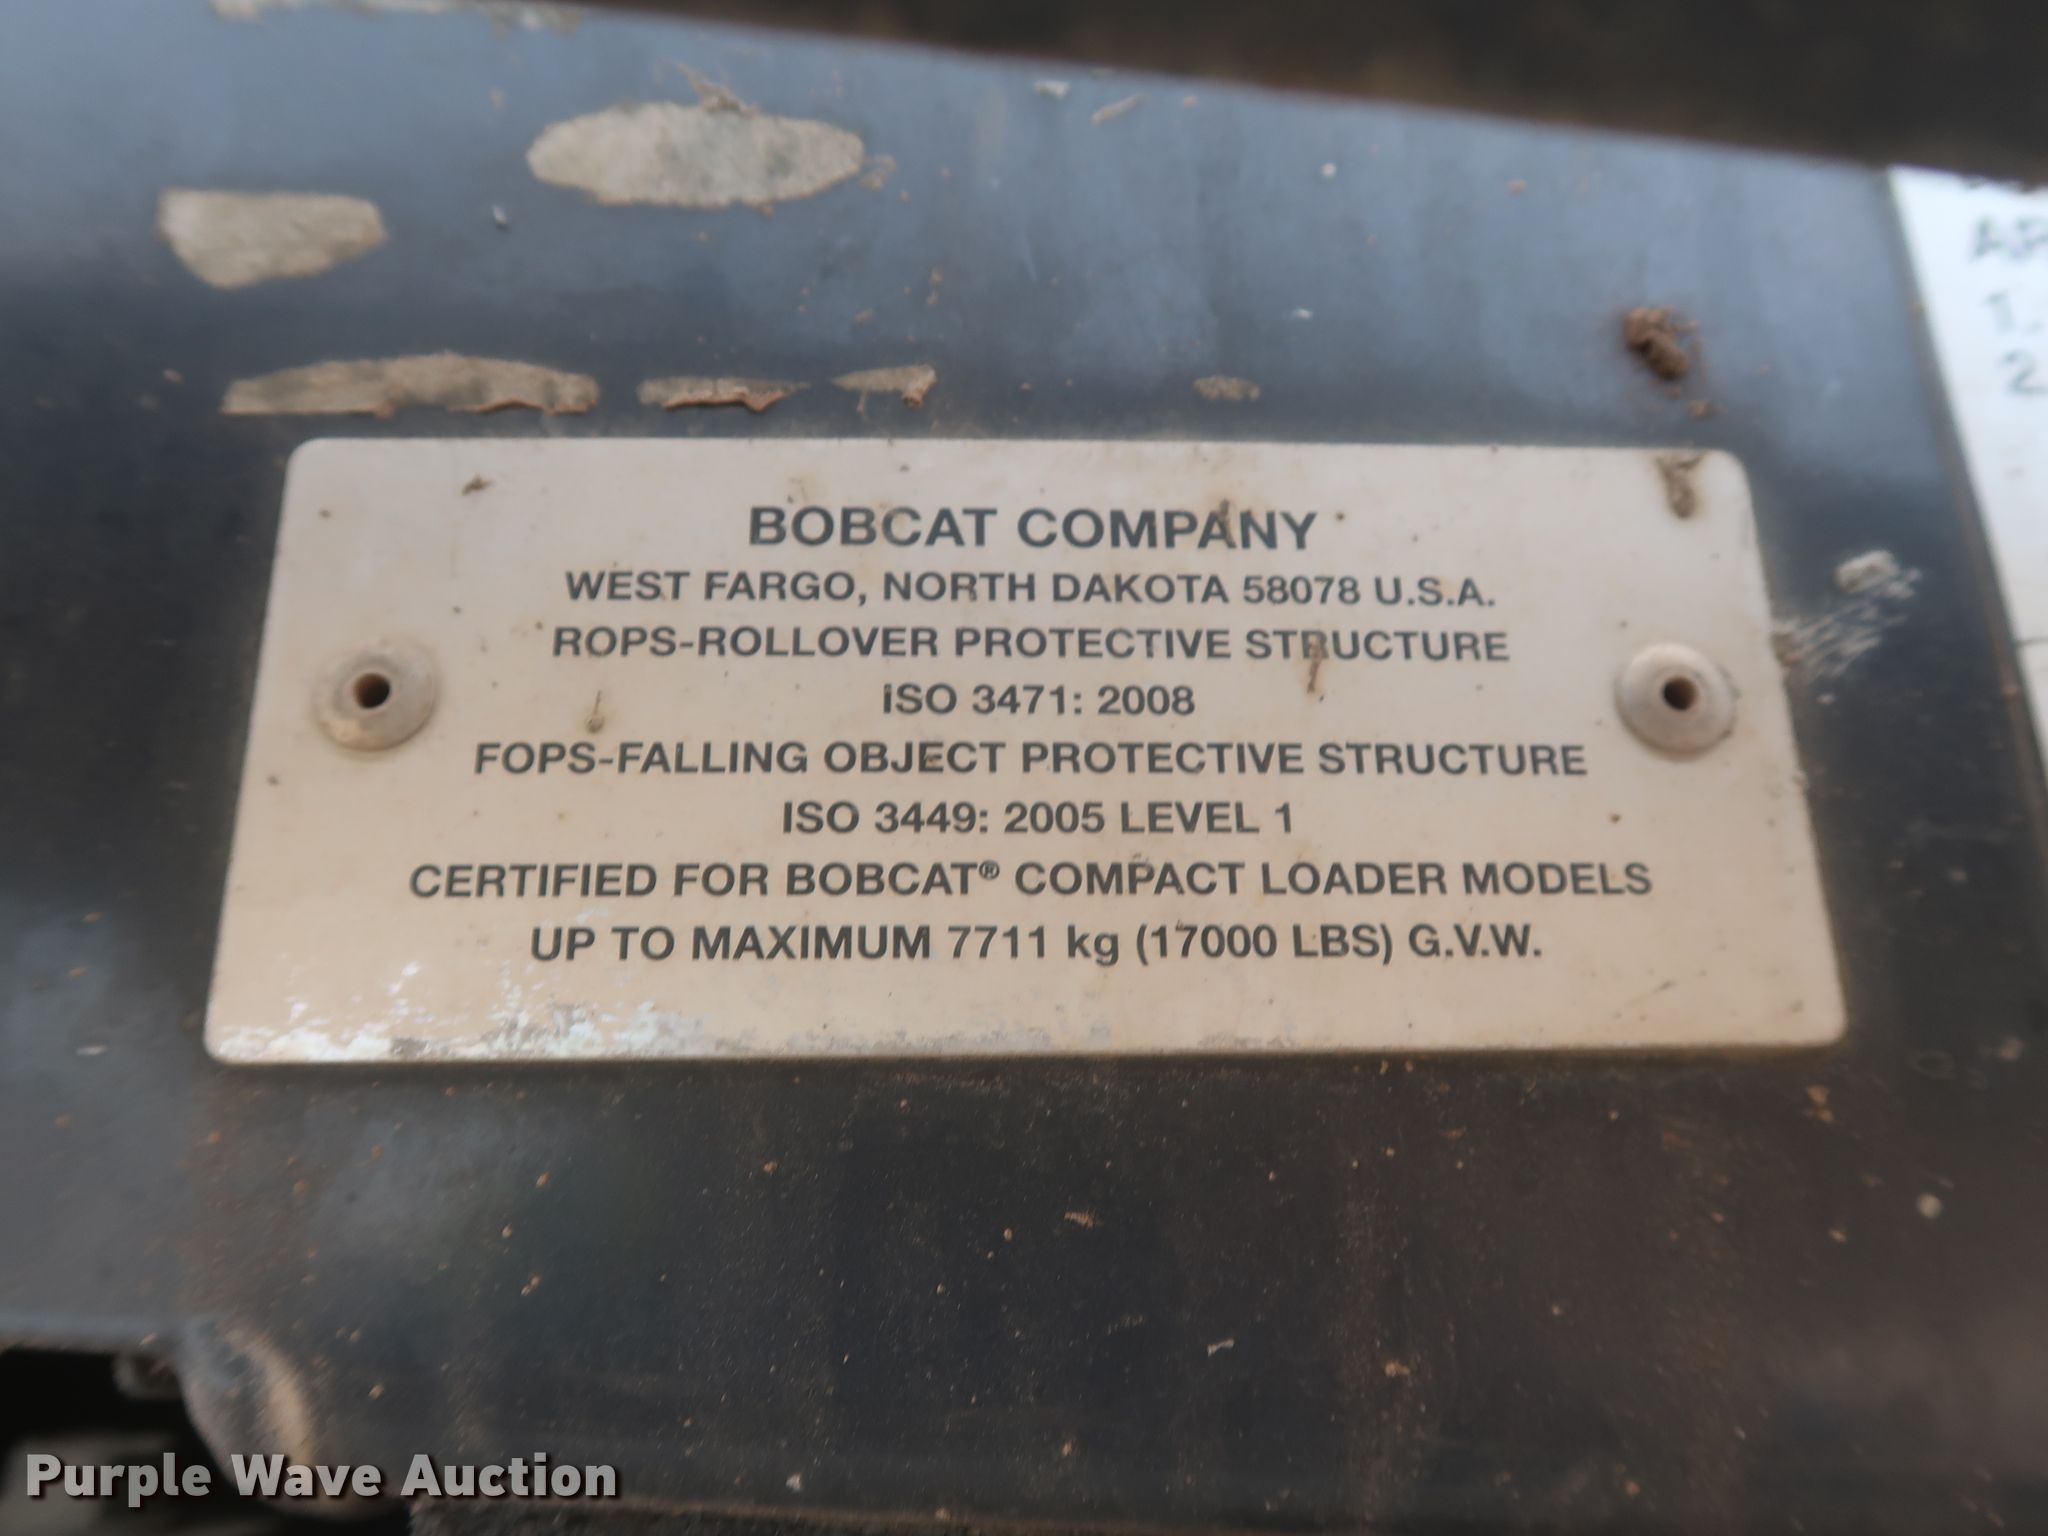 BOBCAT COMPANY
WEST FARGO, NORTH DAKOTA 58078 U.S.A.
ROPS-ROLLOVER PROTECTIVE STRUCTURE
ISO 3471: 2008
FOPS-FALLING OBJECT PROTECTIVE STRUCTURE
ISO 3449: 2005 LEVEL 1
CERTIFIED FOR BOBCAT® COMPACT LOADER MODELS
UP TO MAXIMUM 7711 kg (17000 LBS) G.V.W.
1.
2
Purple Wave Auction